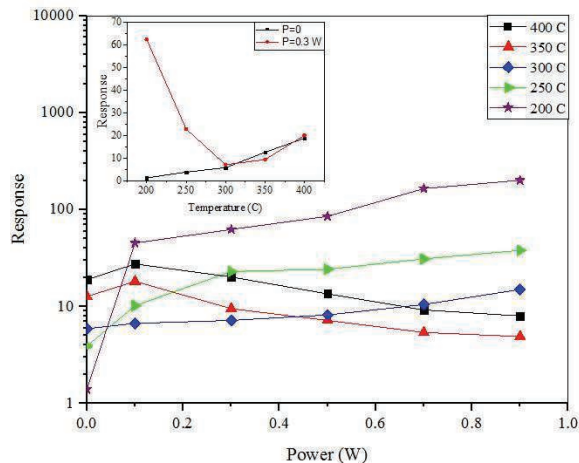 10000
1000
100
10
1
Response
0.0 0.2 0.4 0.6 0.8 1.0
Power (W)
400 C
350 C
300 C
250 C
200 C
70
60
50
40
30
20
10
0
Response
200 250 300 350 400
Temperature (C)
P=0
P=0.3 W